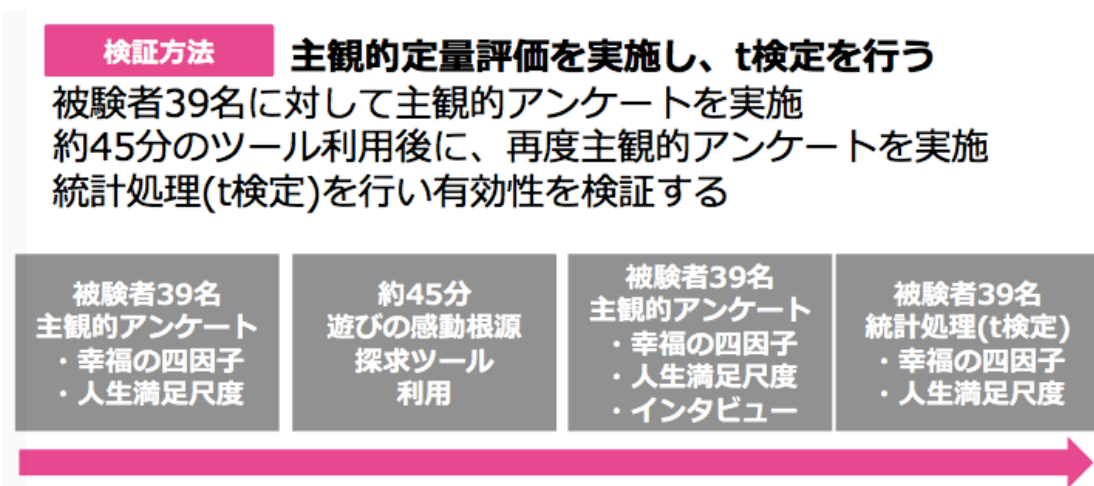 検証方法
主観的定量評価を実施し、t検定を行う
被験者39名に対して主観的アンケートを実施
約45分のツール利用後に、再度主観的アンケートを実施
統計処理(t検定)を行い有効性を検証する
被験者39名
主観的アンケート
・幸福の四因子
・人生満足尺度
約45分
遊びの感動根源
探求ツール
利用
被験者39名
主観的アンケート
・幸福の四因子
・人生満足尺度
・インタビュー
被験者39名
統計処理(t検定)
・幸福の四因子
・人生満足尺度